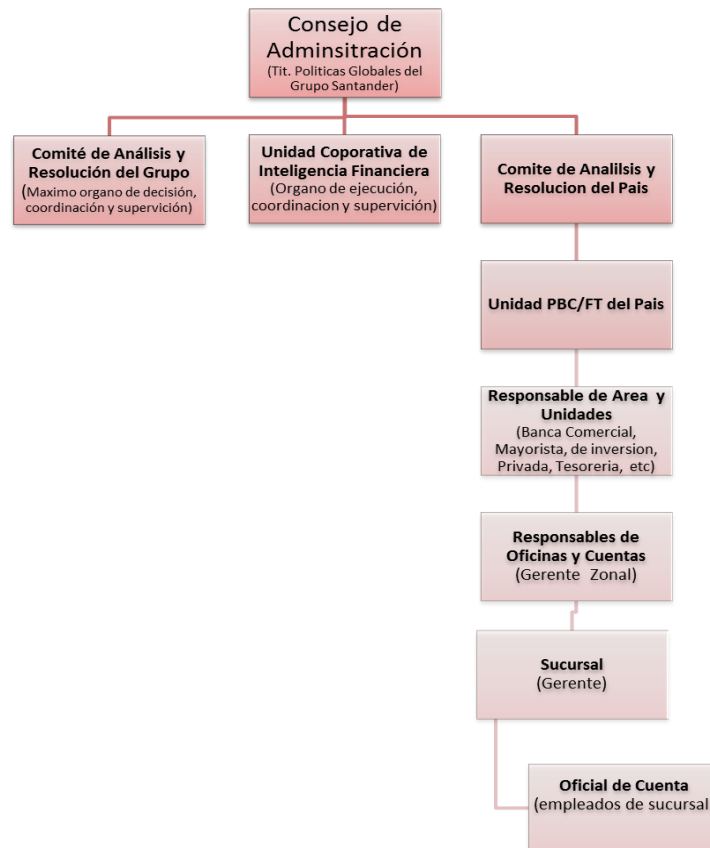 Consejo de
Adminsitración
(Tit. Politicas Globales del
Grupo Santander)
Comité de Análisis y
Resolución del Grupo
(Maximo organo de decisión,
coordinación y supervición)
Unidad Coporativa de
Inteligencia Financiera
(Organo de ejecución,
coordinacion y supervición)
Comite de Analilsis y
Resolucion del Pais
Unidad PBC/FT del Pais
Responsable de Area y
Unidades
(Banca Comercial,
Mayorista, de inversion,
Privada, Tesoreria, etc)
Responsables de
Oficinas y Cuentas
(Gerente Zonal)
Sucursal
(Gerente)
Oficial de Cuenta
(empleados de sucursal